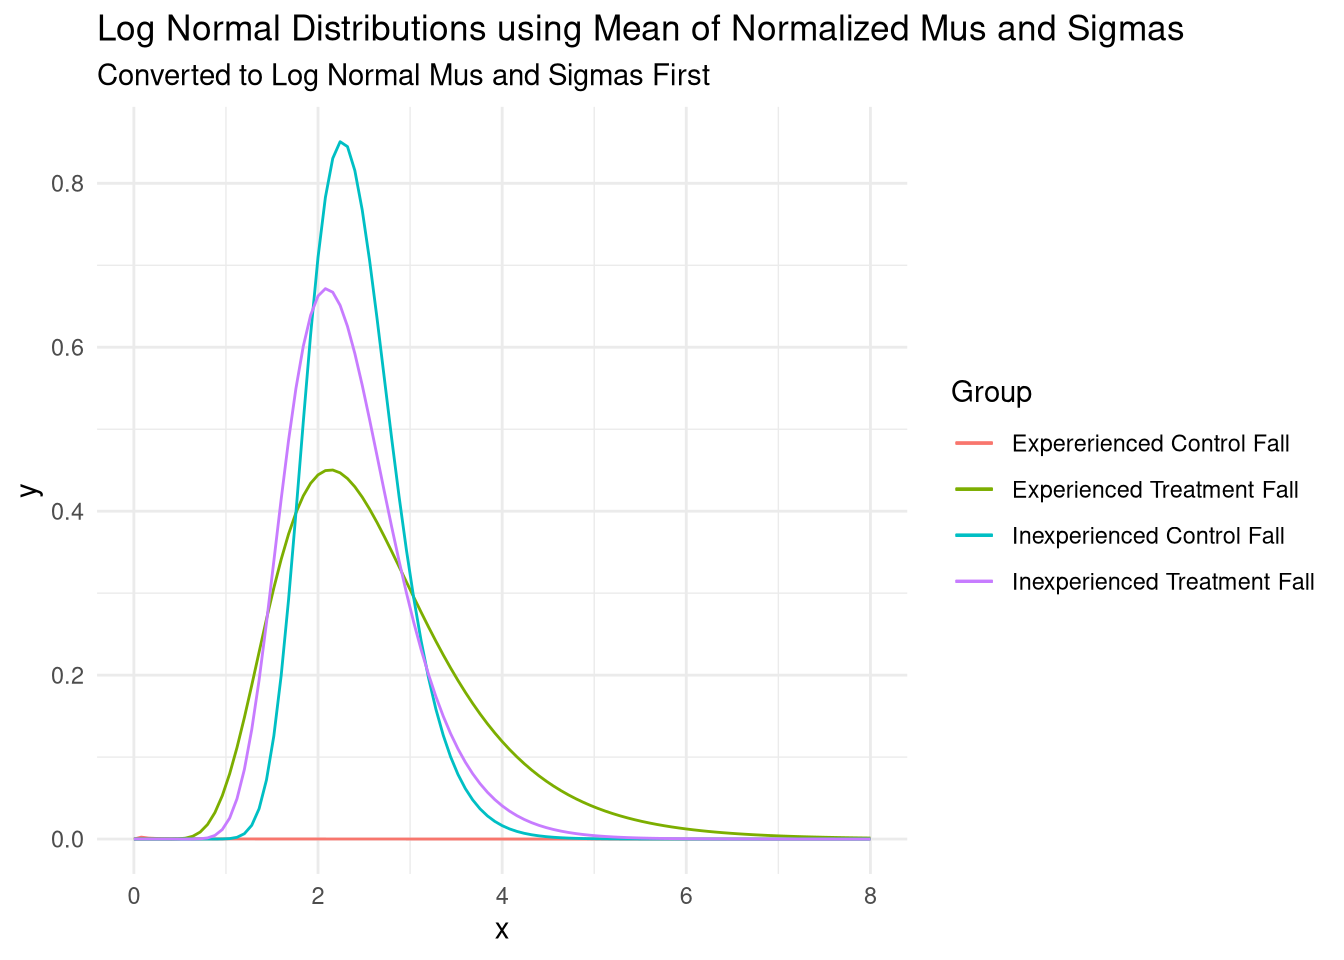 Log Normal Distributions using Mean of Normalized Mus and Sigmas
Converted to Log Normal Mus and Sigmas First
0.8
0.6
0.4
0.2
0.0
y
0 2 4 6 8
x
Group
Expererienced Control Fall
Experienced Treatment Fall
Inexperienced Control Fall
Inexperienced Treatment Fall